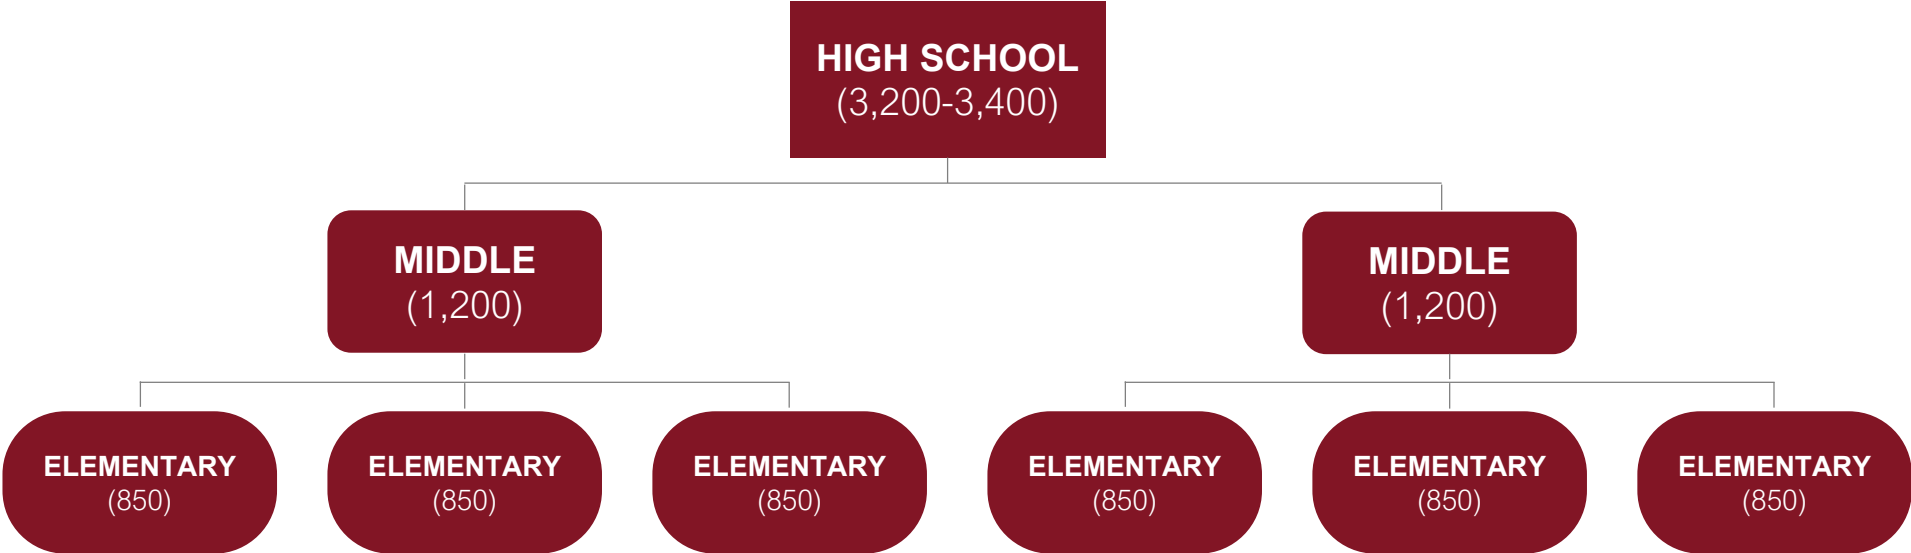 HIGH SCHOOL
(3,200-3,400)
MIDDLE
(1,200)
MIDDLE
(1,200)
ELEMENTARY
(850)
ELEMENTARY
(850)
ELEMENTARY
(850)
ELEMENTARY
(850)
ELEMENTARY
(850)
ELEMENTARY
(850)